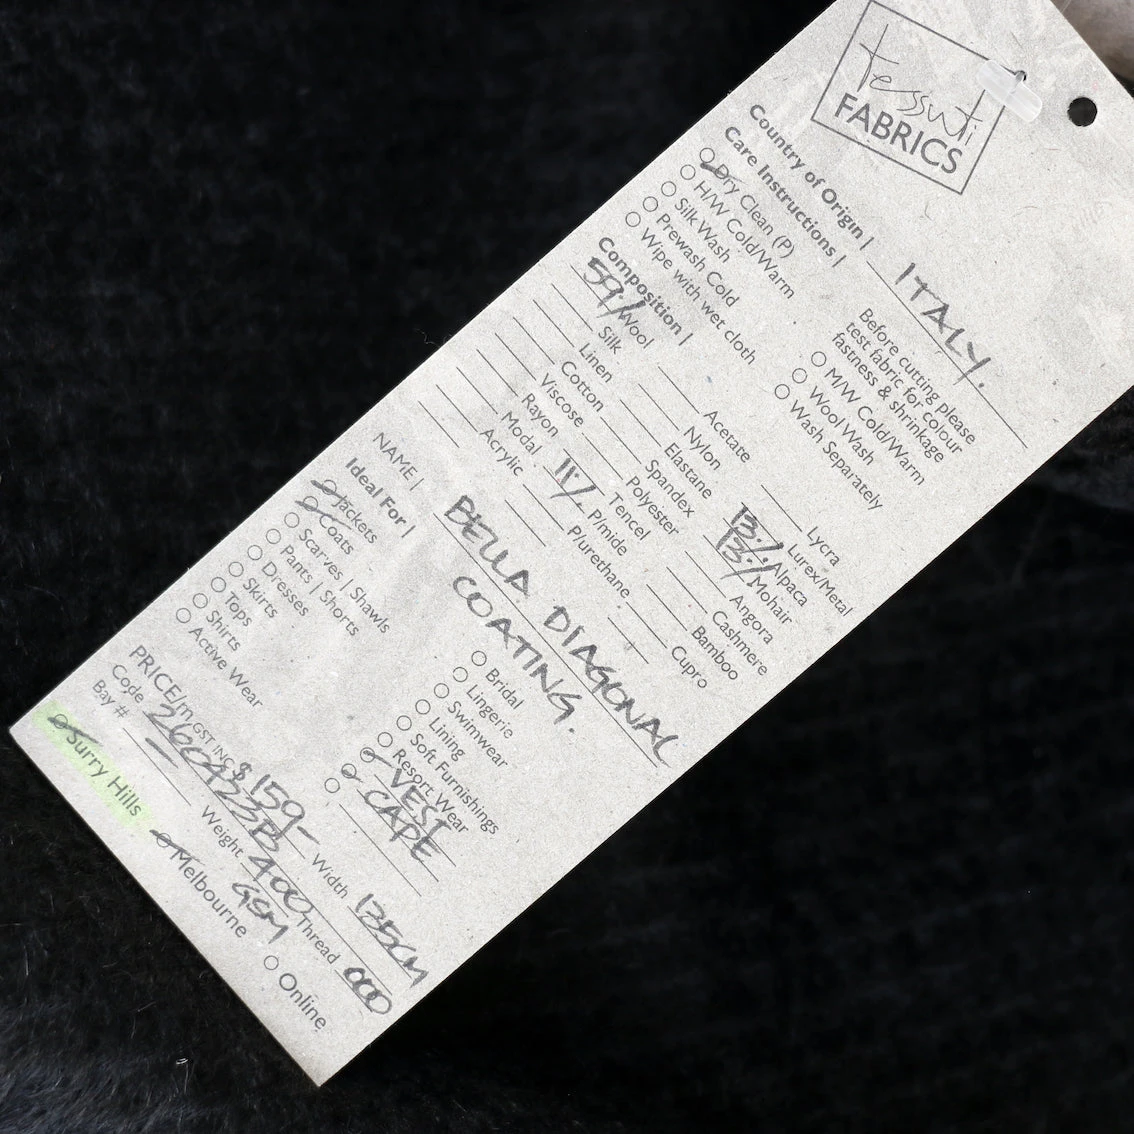 tessuti
FABRICS
Country of Origin | ITALY.
Care Instructions |
Dry Clean (P)
H/W Cold/Warm
Silk Wash
Prewash Cold
Wipe with wet cloth
Before cutting please
test fabric for colour
fastness & shrinkage
M/W Cold/Warm
Wool Wash
Wash Separately
Composition |
59% Wool
Silk
Linen
Cotton
Viscose
Rayon
Modal
Acrylic
Acetate
Nylon
Elastane
Spandex
Polyester
Tencel
11% P/mide
P/urethane
Lycra
Lurex/Metal
13% Alpaca
13% Mohair
Angora
Cashmere
Bamboo
Cupro
NAME | BELLA DIAGONAL
COATING.
Ideal For |
Jackets
Coats
Scarves | Shawls
Pants | Shorts
Dresses
Skirts
Tops
Shirts
Active Wear
Bridal
Lingerie
Swimwear
Lining
Soft Furnishings
Resort Wear
VEST
CAPE
PRICE/m GST INC $159- Width 135CM
Code 260423B Weight 400 GSM Thread 000
Bay #
Surry Hills
Melbourne
Online